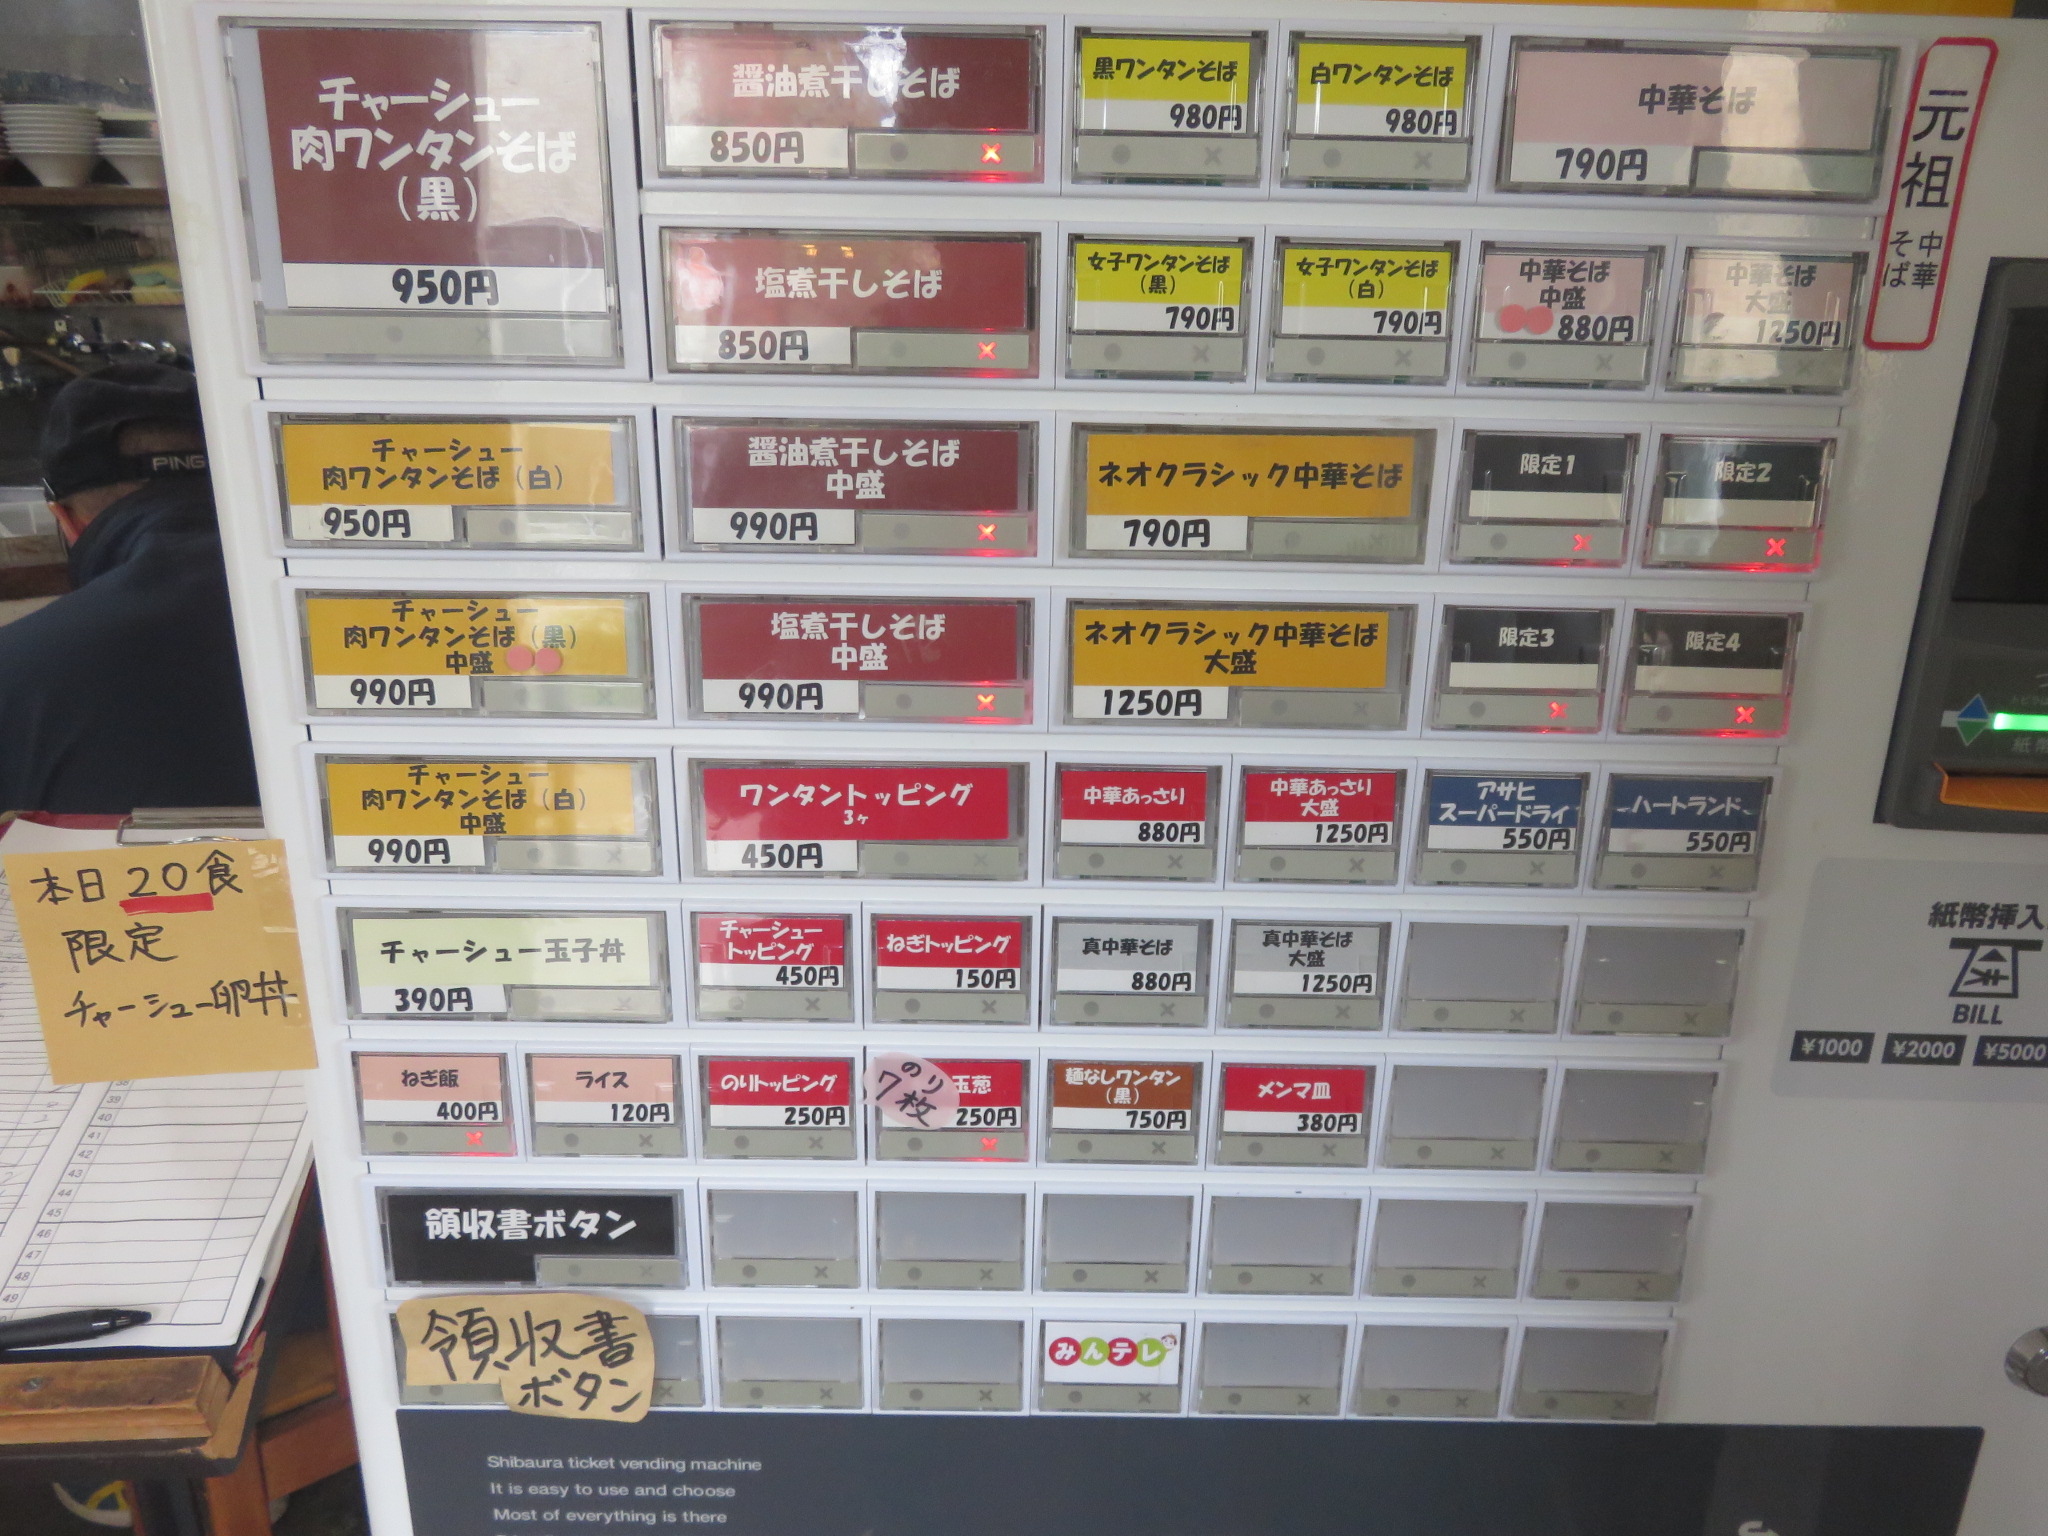 チャーシュー
肉ワンタンそば
（黒）
950円
醤油煮干しそば
850円
黒ワンタンそば
980円
白ワンタンそば
980円
中華そば
790円
元祖
中華
そば
塩煮干しそば
850円
女子ワンタンそば
（黒）
790円
女子ワンタンそば
（白）
790円
中華そば
中盛
880円
中華そば
大盛
1250円
チャーシュー
肉ワンタンそば（白）
950円
醤油煮干しそば
中盛
990円
ネオクラシック中華そば
790円
限定1
限定2
チャーシュー
肉ワンタンそば（黒）
中盛
990円
塩煮干しそば
中盛
990円
ネオクラシック中華そば
大盛
1250円
限定3
限定4
チャーシュー
肉ワンタンそば（白）
中盛
990円
ワンタントッピング
3ヶ
450円
中華あっさり
880円
中華あっさり
大盛
1250円
アサヒ
スーパードライ
550円
ハートランド
550円
チャーシュー玉子丼
390円
チャーシュー
トッピング
450円
ねぎトッピング
150円
真中華そば
880円
真中華そば
大盛
1250円
ねぎ飯
400円
ライス
120円
のりトッピング
250円
のり
7枚
玉葱
250円
麺なしワンタン
（黒）
750円
メンマ皿
380円
領収書ボタン
領収書
ボタン
みんテレ
本日20食
限定
チャーシュー卵丼
PING
紙幣挿入
BILL
¥1000
¥2000
¥5000
39
40
41
42
43
44
45
46
47
48
49
Shibaura ticket vending machine
It is easy to use and choose
Most of everything is there